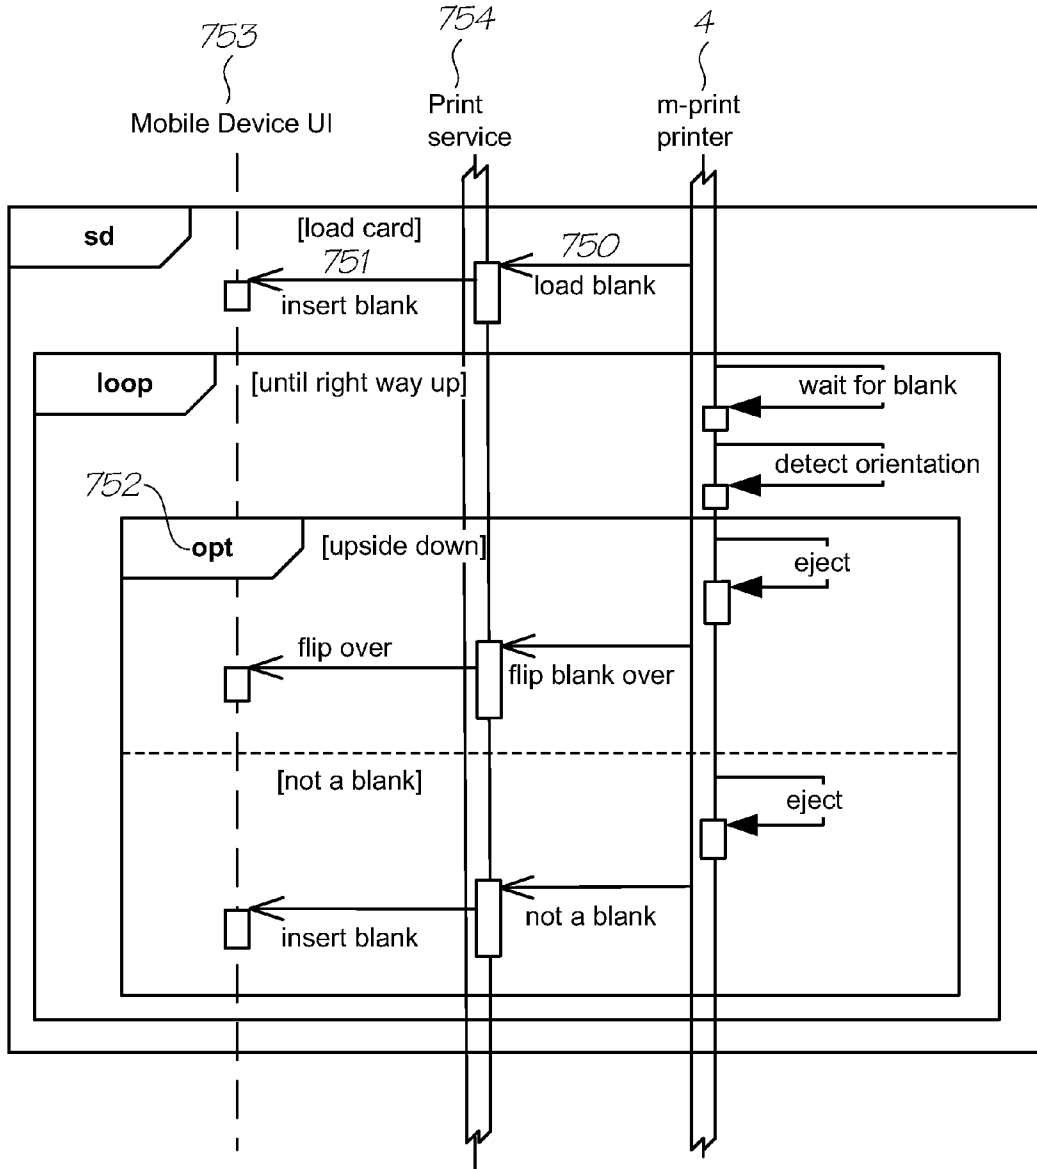 753
754
4
Mobile Device UI
Print
service
m-print
printer
sd
[load card]
751
750
insert blank
load blank
loop
[until right way up]
wait for blank
detect orientation
752
opt
[upside down]
eject
flip over
flip blank over
[not a blank]
eject
insert blank
not a blank